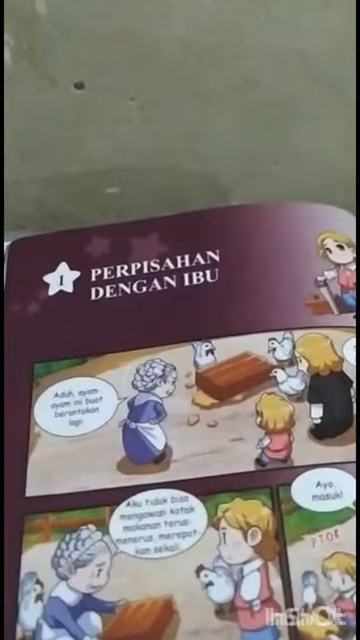 1
PERPISAHAN
DENGAN IBU
Aduh, ayam-
ayam ini buat
berantakan
lagi.
Aku tidak bisa
mengawasi kotak
makanan terus-
menerus, merepot-
kan sekali.
Ayo,
masuk!
InShOt